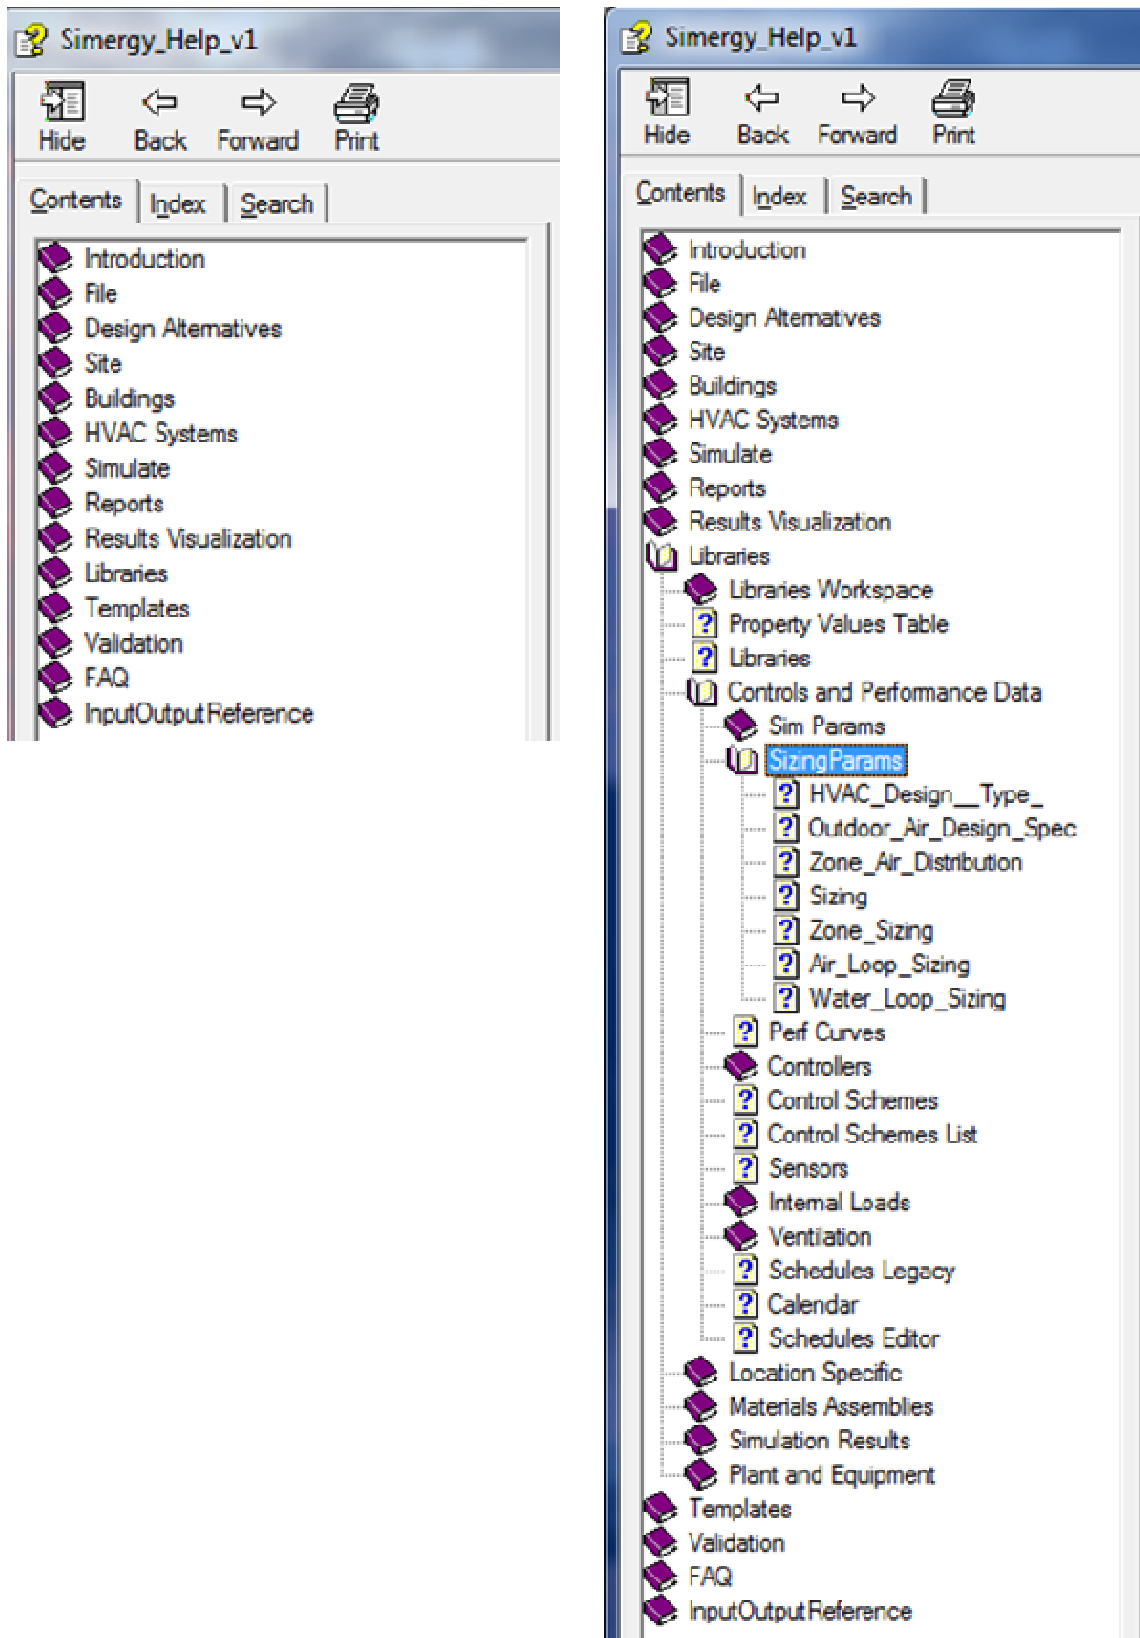 Simergy_Help_v1
Hide Back Forward Print
Contents Index Search
Introduction
File
Design Alternatives
Site
Buildings
HVAC Systems
Simulate
Reports
Results Visualization
Libraries
Templates
Validation
FAQ
InputOutputReference
Simergy_Help_v1
Hide Back Forward Print
Contents Index Search
Introduction
File
Design Alternatives
Site
Buildings
HVAC Systems
Simulate
Reports
Results Visualization
Libraries
Libraries Workspace
Property Values Table
Libraries
Controls and Performance Data
Sim Params
SizingParams
HVAC_Design__Type_
Outdoor_Air_Design_Spec
Zone_Air_Distribution
Sizing
Zone_Sizing
Air_Loop_Sizing
Water_Loop_Sizing
Perf Curves
Controllers
Control Schemes
Control Schemes List
Sensors
Internal Loads
Ventilation
Schedules Legacy
Calendar
Schedules Editor
Location Specific
Materials Assemblies
Simulation Results
Plant and Equipment
Templates
Validation
FAQ
InputOutputReference